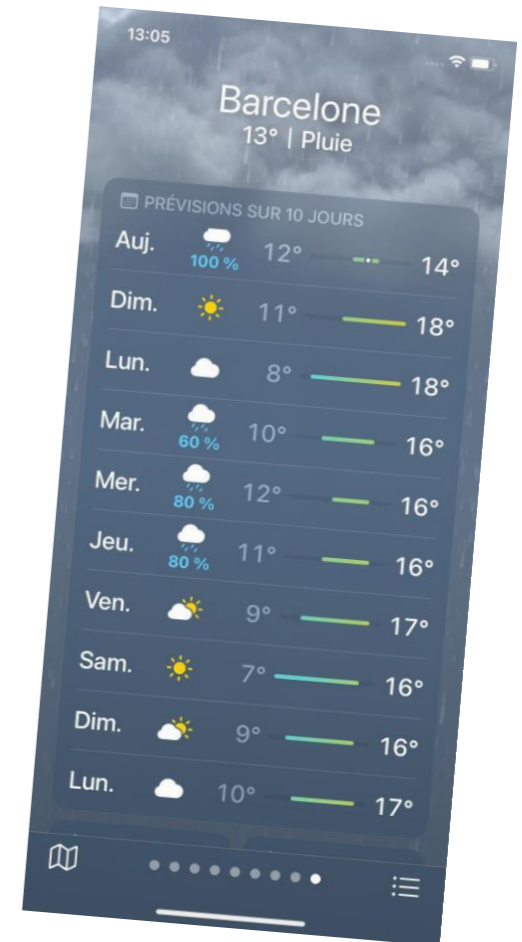 13:05
Barcelone
13° | Pluie
PRÉVISIONS SUR 10 JOURS
Auj. 100 % 12° 14°
Dim. 11° 18°
Lun. 8° 18°
Mar. 60 % 10° 16°
Mer. 80 % 12° 16°
Jeu. 80 % 11° 16°
Ven. 9° 17°
Sam. 7° 16°
Dim. 9° 16°
Lun. 10° 17°